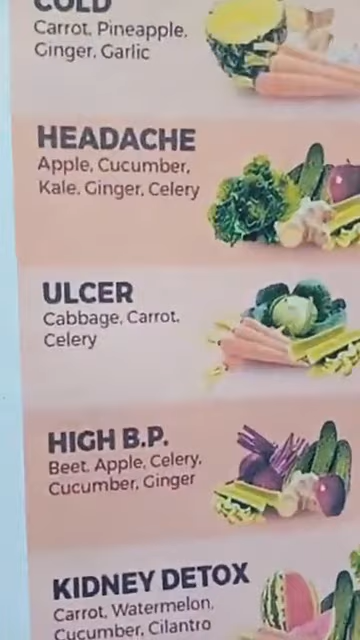 COLD
Carrot, Pineapple,
Ginger, Garlic
HEADACHE
Apple, Cucumber,
Kale, Ginger, Celery
ULCER
Cabbage, Carrot,
Celery
HIGH B.P.
Beet, Apple, Celery,
Cucumber, Ginger
KIDNEY DETOX
Carrot, Watermelon,
Cucumber, Cilantro